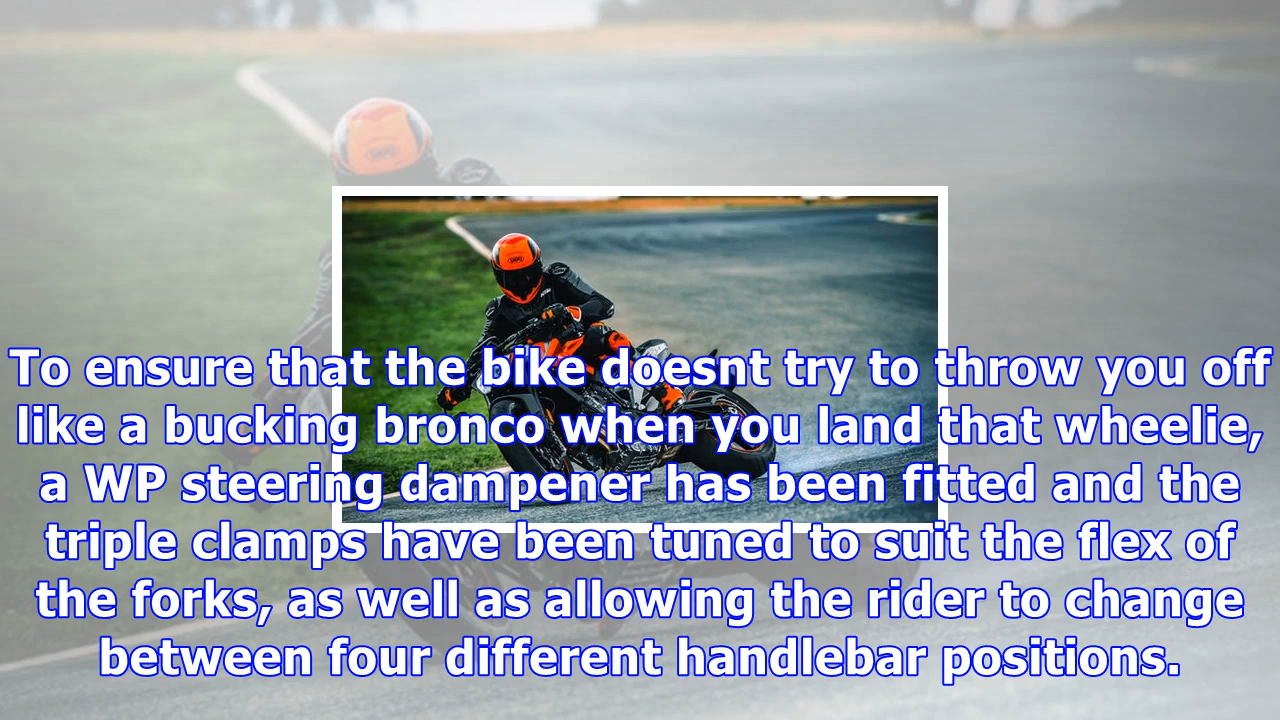 To ensure that the bike doesnt try to throw you off
like a bucking bronco when you land that wheelie,
a WP steering dampener has been fitted and the
triple clamps have been tuned to suit the flex of
the forks, as well as allowing the rider to change
between four different handlebar positions.